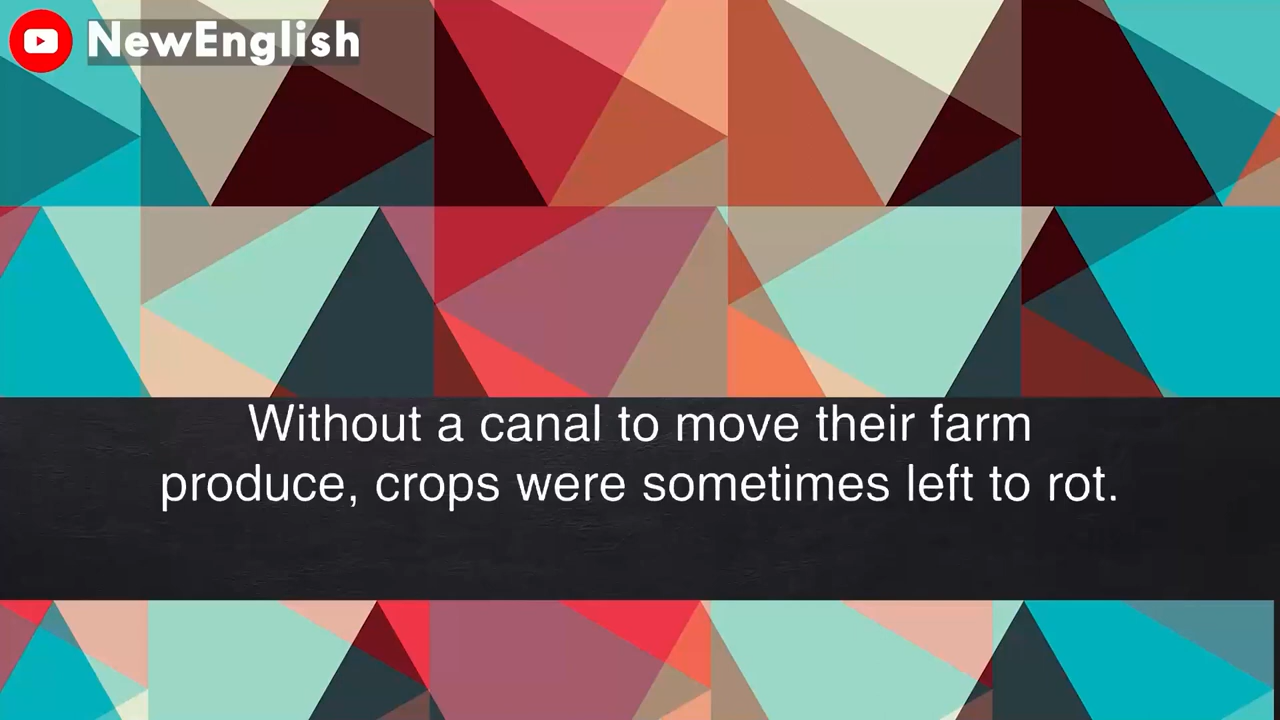 NewEnglish
Without a canal to move their farm
produce, crops were sometimes left to rot.